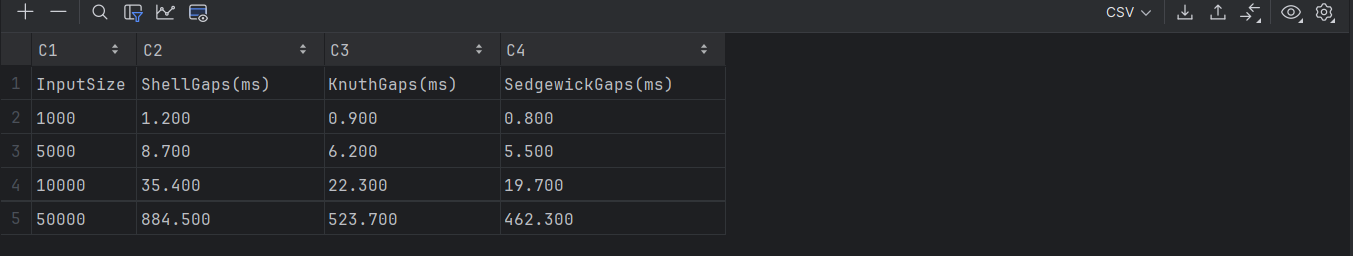 CSV
C1 C2 C3 C4
1 InputSize ShellGaps(ms) KnuthGaps(ms) SedgewickGaps(ms)
2 1000 1.200 0.900 0.800
3 5000 8.700 6.200 5.500
4 10000 35.400 22.300 19.700
5 50000 884.500 523.700 462.300